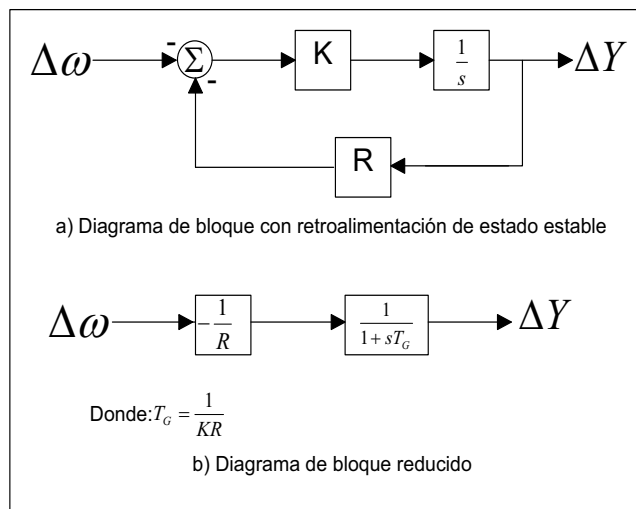 Δω - Σ - K 1/s ΔY
R
a) Diagrama de bloque con retroalimentación de estado estable
Δω -1/R 1/(1+sT_G) ΔY
Donde: T_G = 1/KR
b) Diagrama de bloque reducido